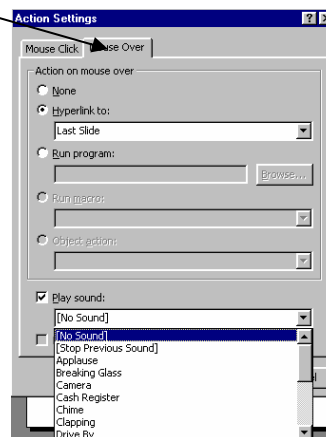 Action Settings
Mouse Click
Mouse Over
Action on mouse over
None
Hyperlink to:
Last Slide
Run program:
Browse...
Run macro:
Object action:
Play sound:
[No Sound]
[No Sound]
[Stop Previous Sound]
Applause
Breaking Glass
Camera
Cash Register
Chime
Clapping
Drive By